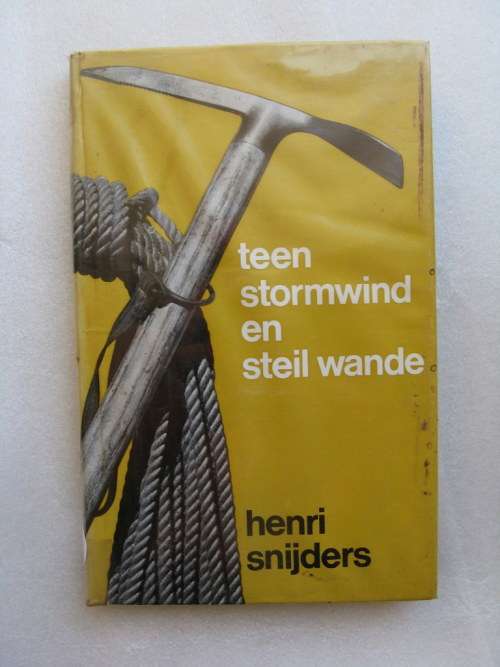 teen
stormwind
en
steil wande
henri
snijders